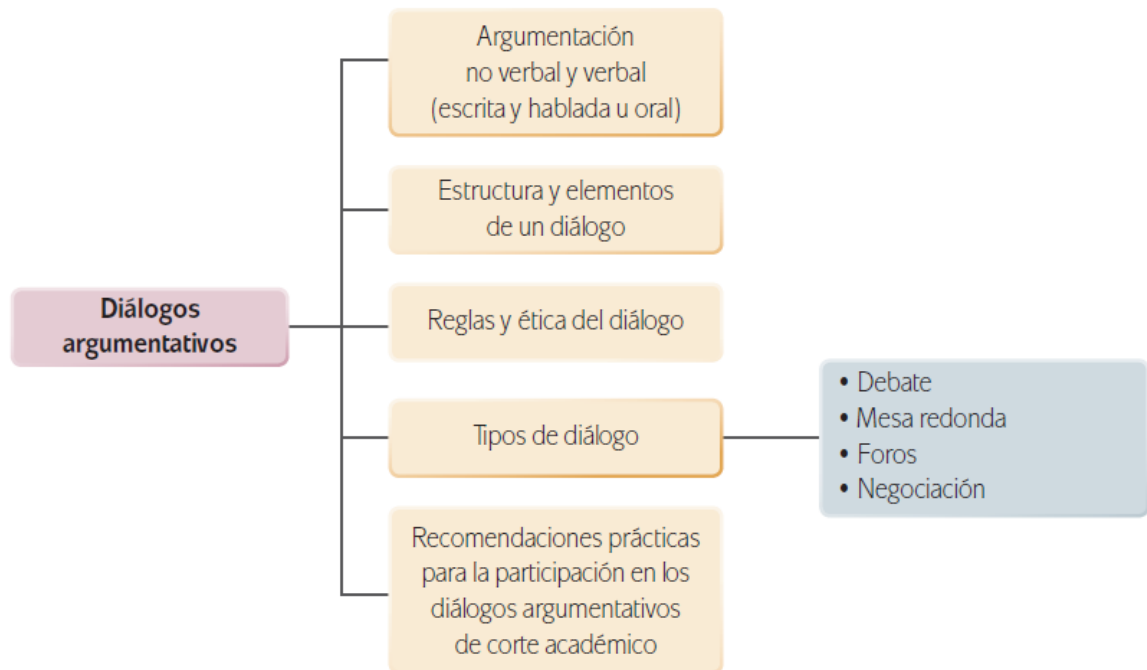 Argumentación
no verbal y verbal
(escrita y hablada u oral)
Estructura y elementos
de un diálogo
Diálogos
argumentativos
Reglas y ética del diálogo
Tipos de diálogo
• Debate
• Mesa redonda
• Foros
• Negociación
Recomendaciones prácticas
para la participación en los
diálogos argumentativos
de corte académico